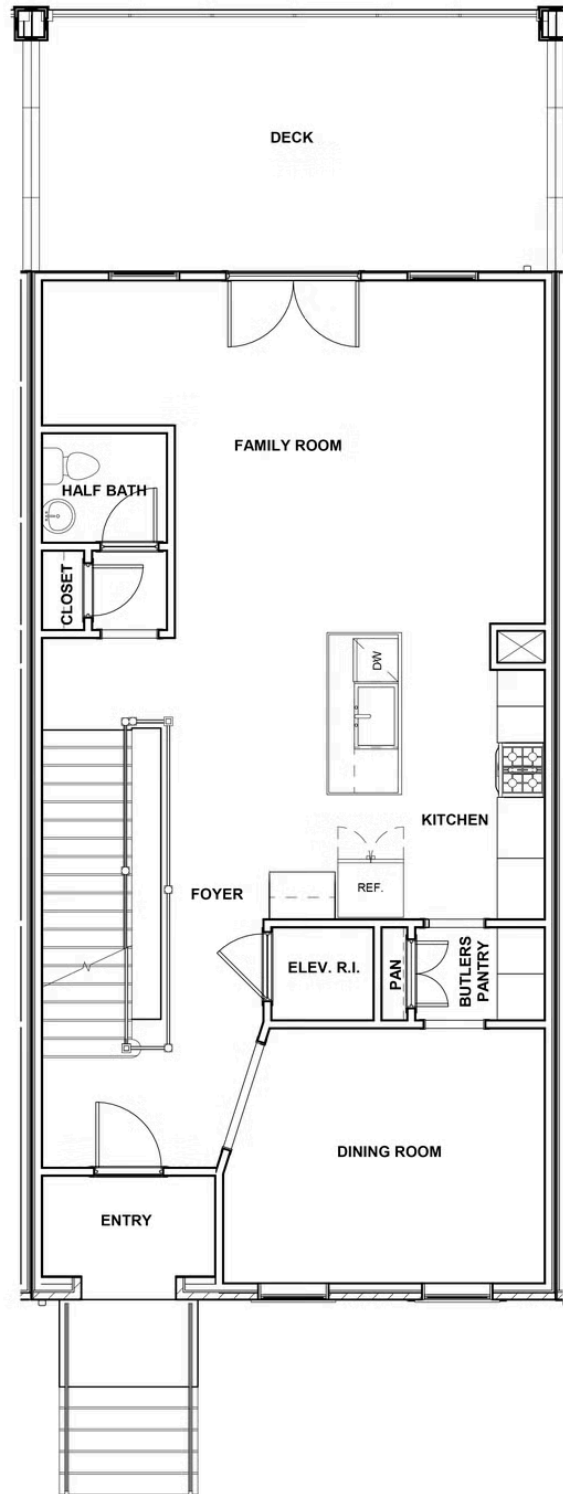 DECK
FAMILY ROOM
HALF BATH
CLOSET
DW
KITCHEN
REF.
FOYER
ELEV. R.I.
PAN
BUTLERS
PANTRY
DINING ROOM
ENTRY